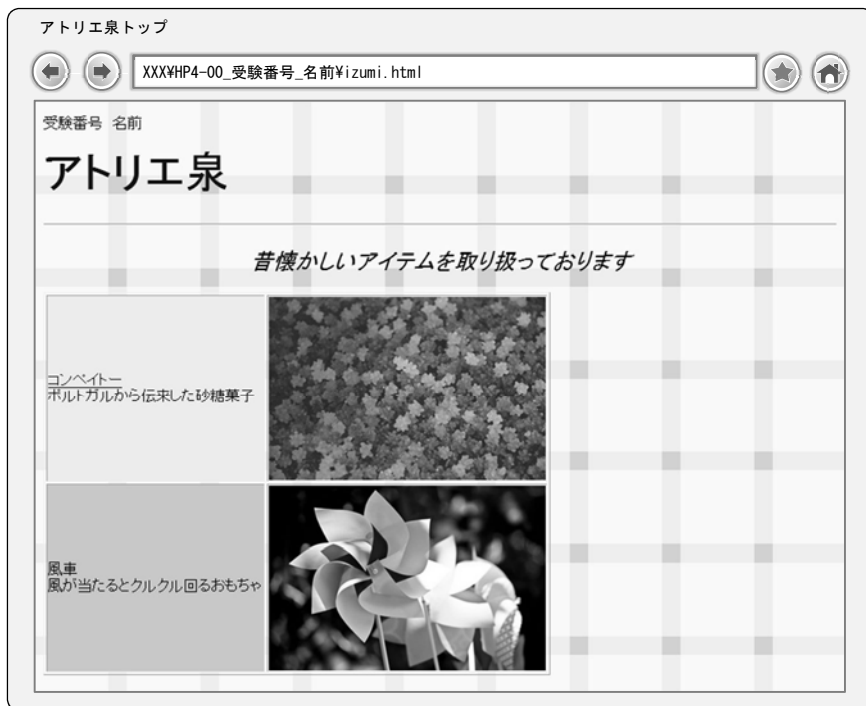 アトリエ泉トップ
XXX¥HP4-00_受験番号_名前¥izumi.html
受験番号 名前
アトリエ泉
昔懐かしいアイテムを取り扱っております
コンペイトー
ポルトガルから伝来した砂糖菓子
風車
風が当たるとクルクル回るおもちゃ